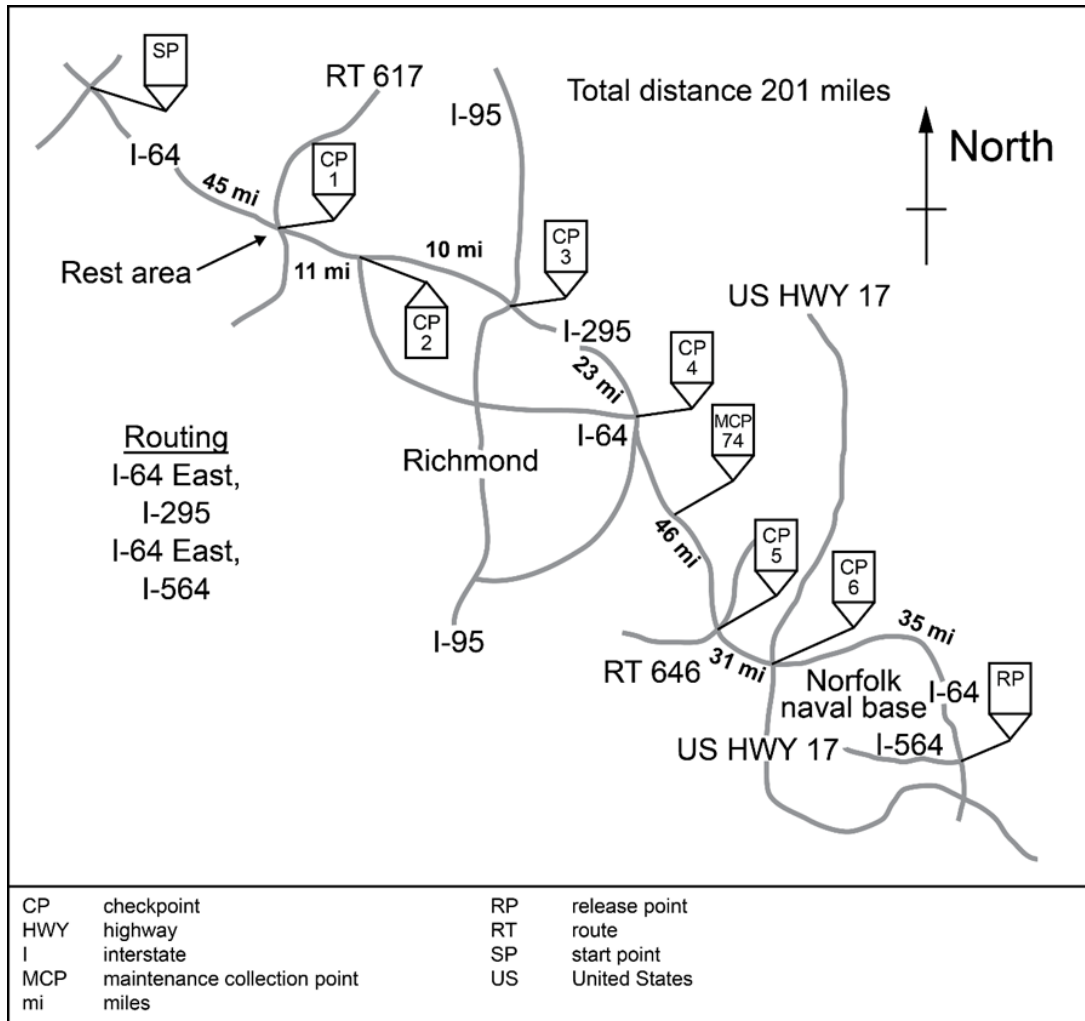 SP
RT 617
Total distance 201 miles
I-95
North
I-64
CP
1
45 mi
Rest area
11 mi
10 mi
CP
3
CP
2
US HWY 17
I-295
CP
4
23 mi
I-64
MCP
74
Routing
I-64 East,
I-295
I-64 East,
I-564
Richmond
46 mi
CP
5
CP
6
I-95
RT 646
31 mi
35 mi
Norfolk
naval base
I-64
RP
US HWY 17
I-564
CP checkpoint
HWY highway
I interstate
MCP maintenance collection point
mi miles
RP release point
RT route
SP start point
US United States